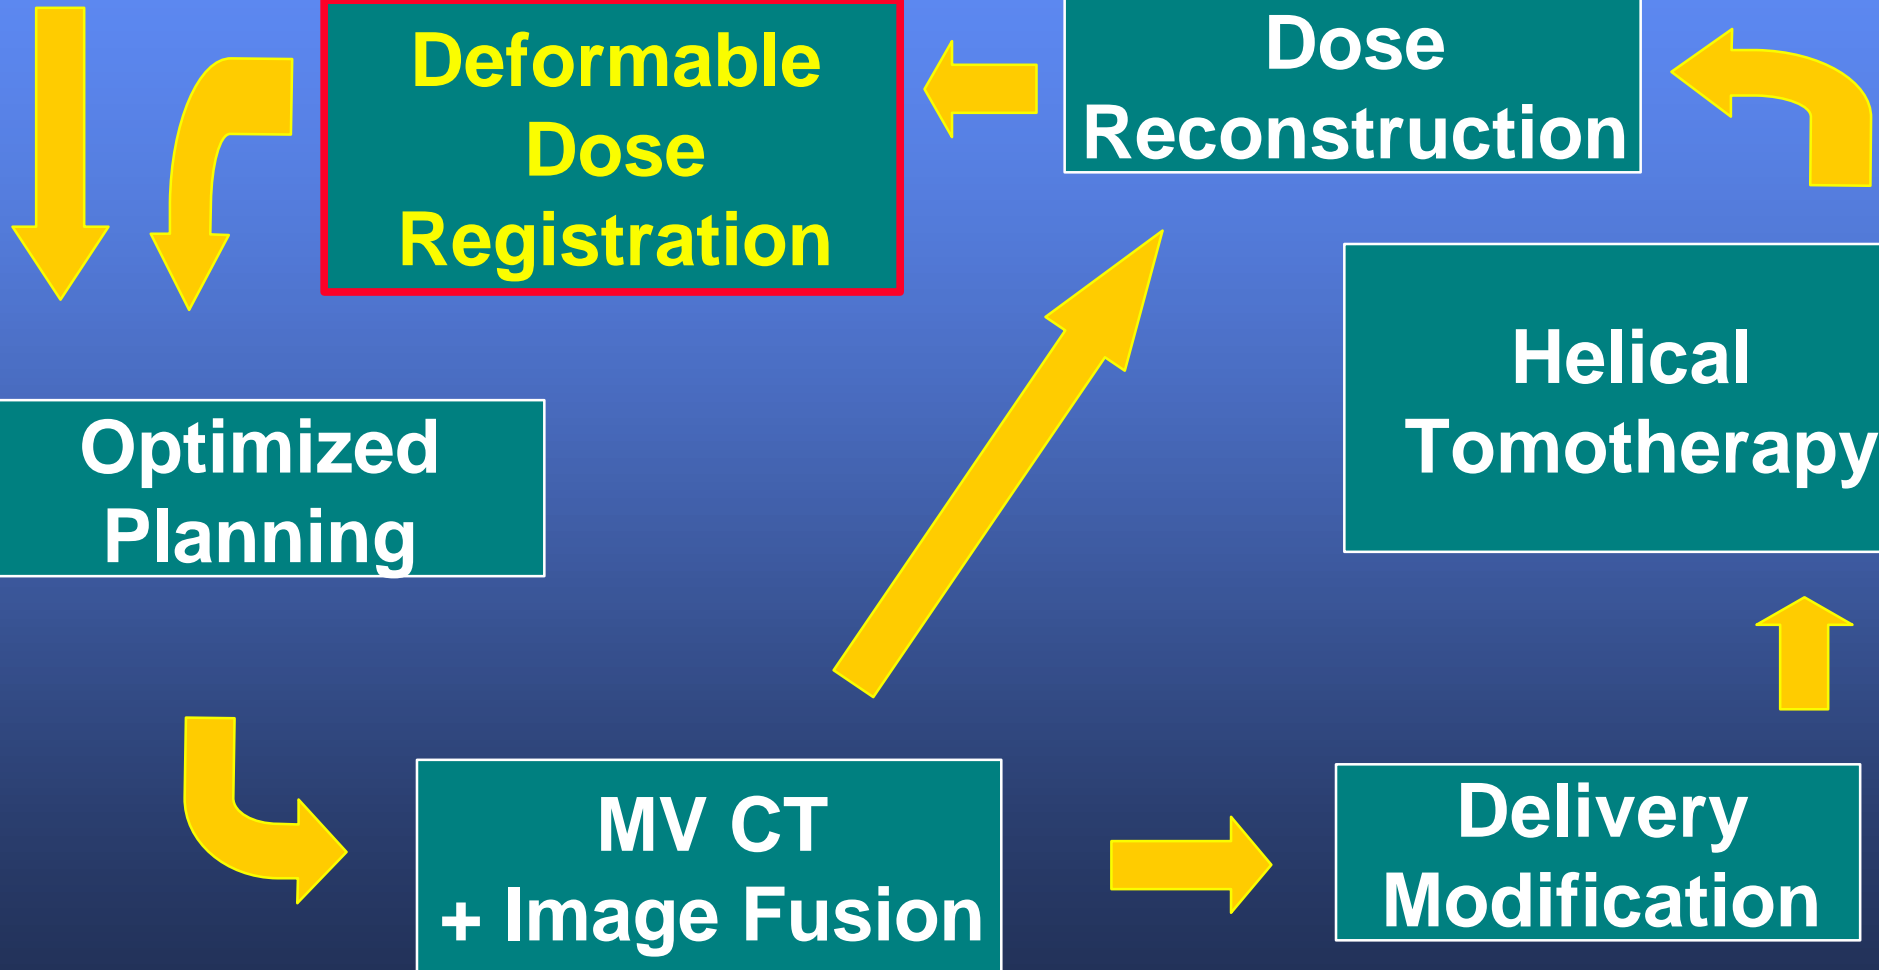 Deformable
Dose
Registration
Dose
Reconstruction
Helical
Tomotherapy
Optimized
Planning
MV CT
+ Image Fusion
Delivery
Modification